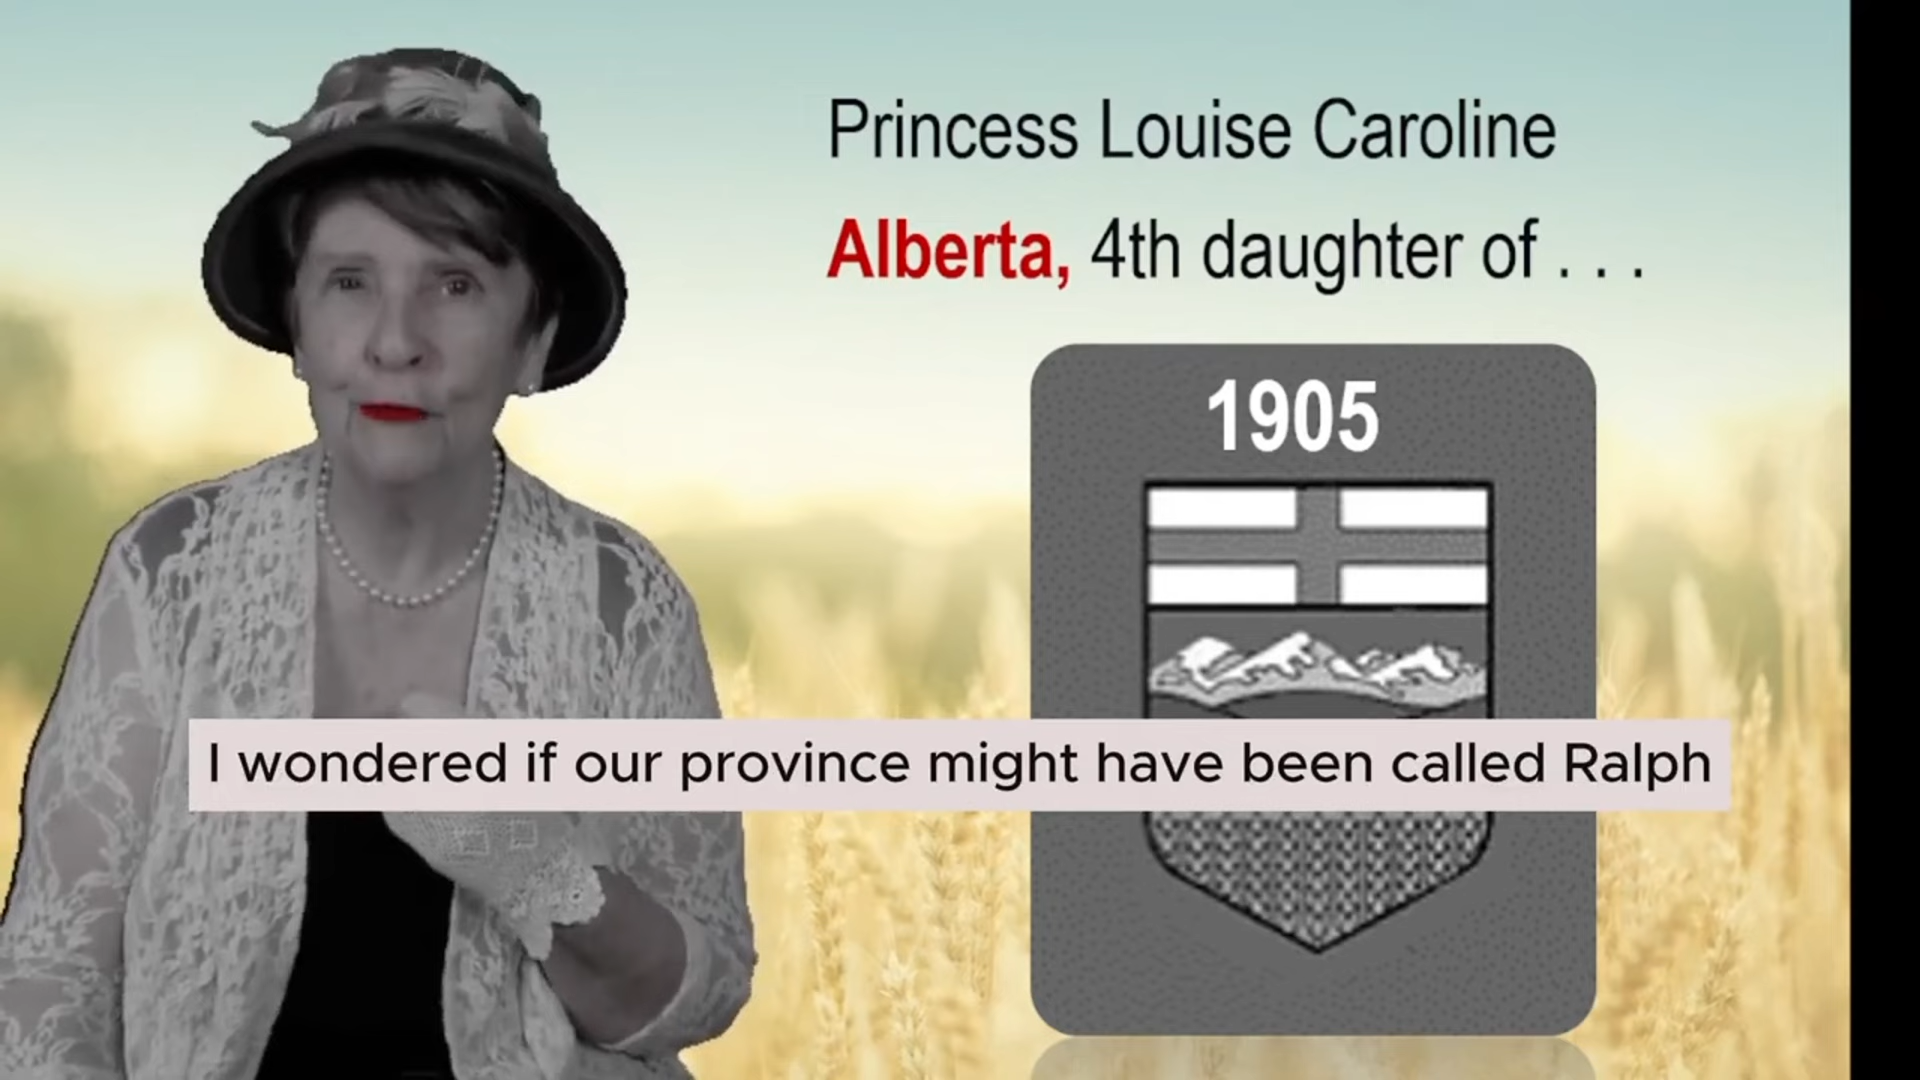 Princess Louise Caroline
Alberta, 4th daughter of . . .
1905
I wondered if our province might have been called Ralph